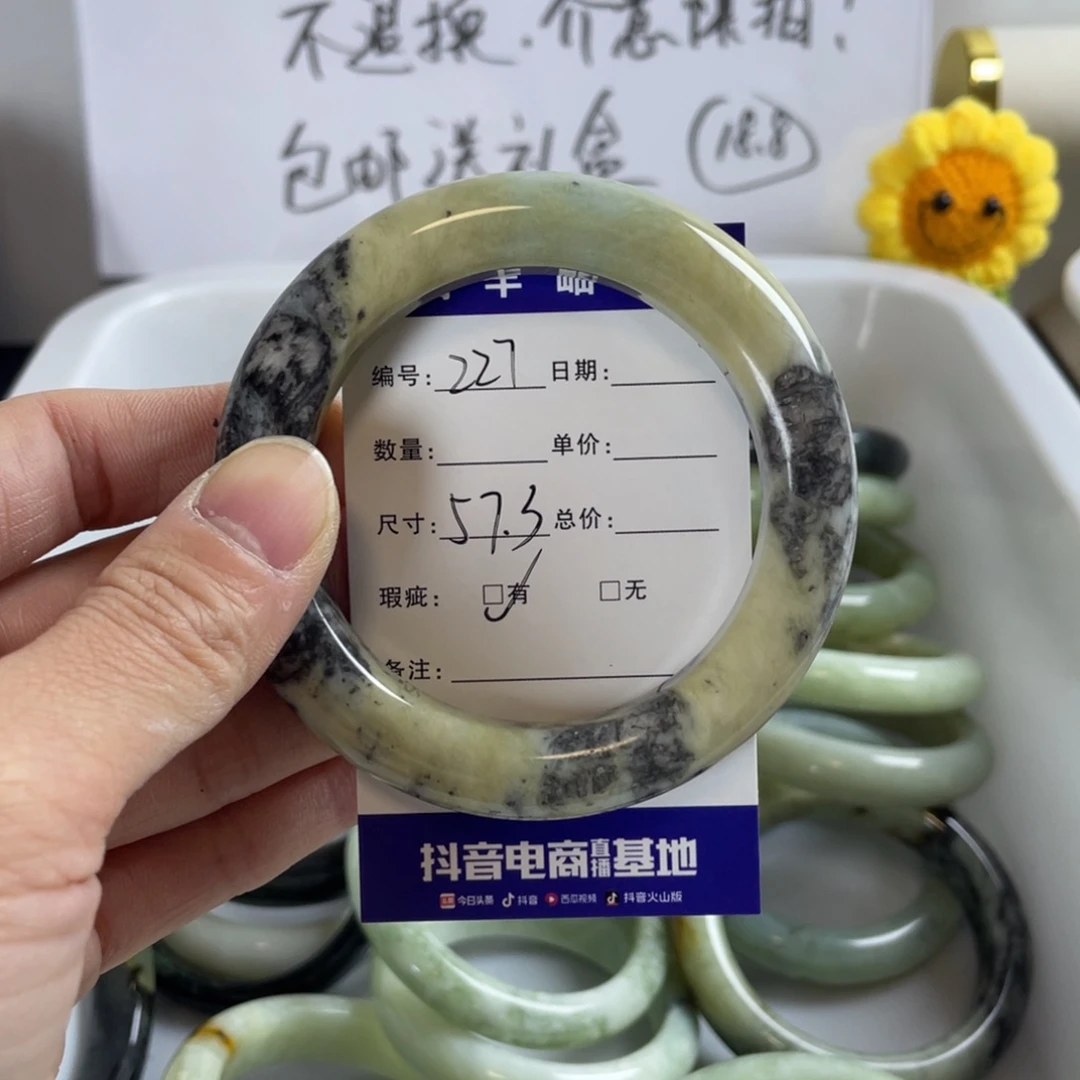 不退换.介意慎拍!
包邮送礼盒 (18.8)
编号: 227 日期:
数量: 单价:
尺寸: 57.3 总价:
瑕疵: □有 □无
备注:
抖音电商直播基地
今日头条 抖音 西瓜视频 抖音火山版